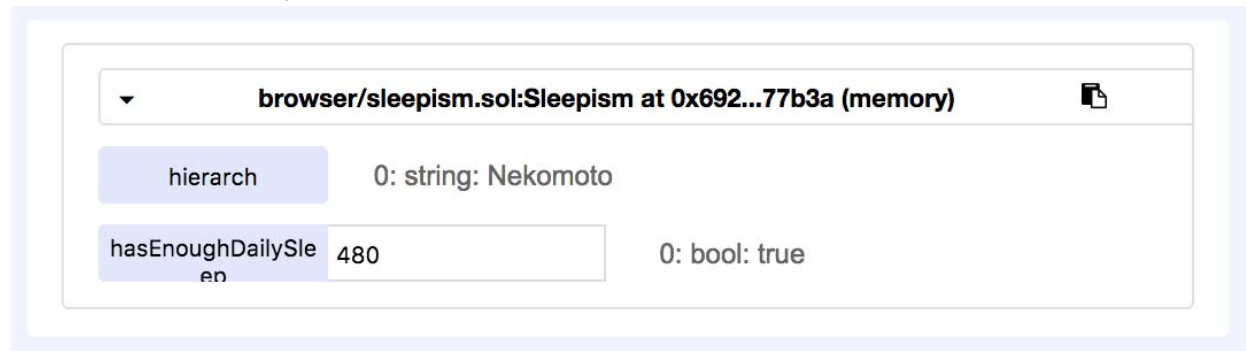 browser/sleepism.sol:Sleepism at 0x692...77b3a (memory)
hierarch 0: string: Nekomoto
hasEnoughDailySle
ep
480 0: bool: true